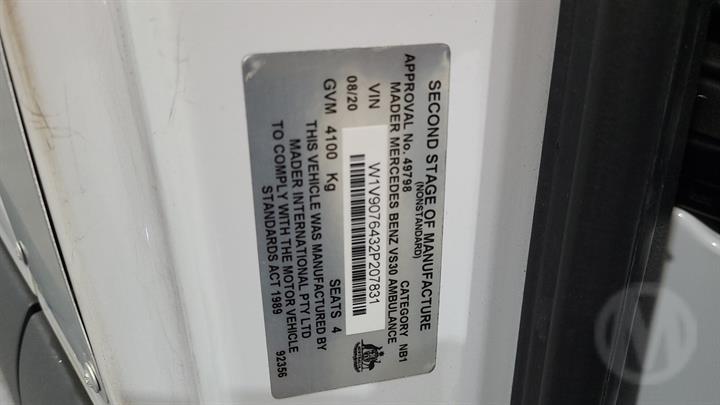 SECOND STAGE OF MANUFACTURE
(NONSTANDARD)
APPROVAL No. 49798 CATEGORY NB1
MADER MERCEDES BENZ VS30 AMBULANCE
VIN W1V9076432P207831
08/20
GVM 4100 Kg SEATS 4
THIS VEHICLE WAS MANUFACTURED BY
MADER INTERNATIONAL PTY LTD
TO COMPLY WITH THE MOTOR VEHICLE
STANDARDS ACT 1989 92356
M